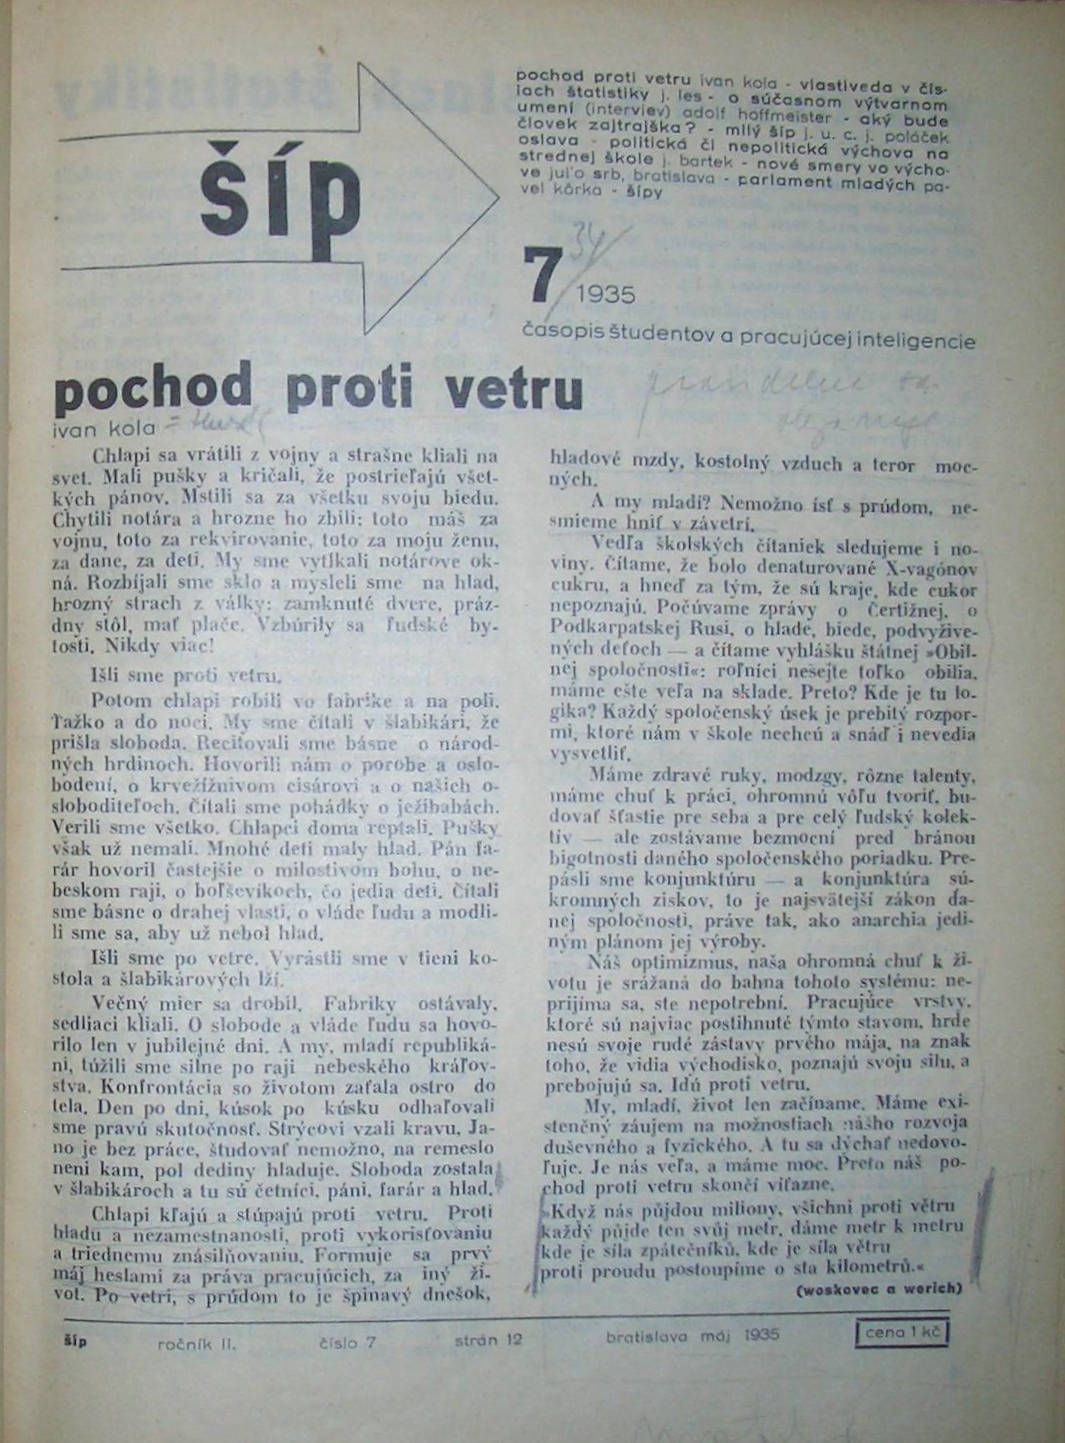 šíp
pochod proti vetru ivan kola - vlastiveda v čís-
lach štatistiky j. les - o súčasnom výtvarnom
umení (interviev) adolf hoffmeister - aký bude
človek zajtrajška? - milý šíp j. u. c. j. poláček
oslava - politická či nepolitická výchova na
strednej škole j. bartek - nové smery vo výcho-
ve juľo srb, bratislava - parlament mladých pa-
vel kôrka - šípy
7
34
1935
časopis študentov a pracujúcej inteligencie
pochod proti vetru
ivan kola
Chlapi sa vrátili z vojny a strašne kliali na
svet. Mali pušky a kričali, že postrieľajú všet-
kých pánov. Mstili sa za všetku svoju biedu.
Chytili notára a hrozne ho zbili: toto máš za
vojnu, toto za rekvirovanie, toto za moju ženu,
za dane, za deti. My sme vytĺkali notárove ok-
ná. Rozbíjali sme sklo a mysleli sme na hlad,
hrozný strach z války: zamknuté dvere, práz-
dny stôl, mať plače. Vzbúrily sa ľudské by-
tosti. Nikdy viac!
Išli sme proti vetru.
Potom chlapi robili vo fabrike a na poli.
Ťažko a do noci. My sme čítali v šlabikári, že
prišla sloboda. Recitovali sme básne o národ-
ných hrdinoch. Hovorili nám o porobe a oslo-
bodení, o krvežížnivom cisárovi a o našich o-
sloboditeľoch. Čítali sme pohádky o ježibabách.
Verili sme všetko. Chlapci doma reptali. Pušky
však už nemali. Mnohé deti maly hlad. Pán fa-
rár hovoril častejšie o milostivom bohu, o ne-
beskom raji, o boľševikoch, čo jedia deti. Čítali
sme básne o drahej vlasti, o vláde ľudu a modli-
li sme sa, aby už nebol hlad.
Išli sme po vetre. Vyrástli sme v tieni ko-
stola a šlabikárových lží.
Večný mier sa drobil. Fabriky ostávaly,
sedliaci kliali. O slobode a vláde ľudu sa hovo-
rilo len v jubilejné dni. A my, mladí republiká-
ni, túžili sme silne po raji nebeského kráľov-
stva. Konfrontácia so životom zaťala ostro do
tela. Den po dni, kúsok po kúsku odhaľovali
sme pravú skutočnosť. Strýcovi vzali kravu, Ja-
no je bez práce, študovať nemožno, na remeslo
neni kam, pol dediny hladuje. Sloboda zostala
v šlabikároch a tu sú četníci, páni, farár a hlad.
Chlapi kľajú a stúpajú proti vetru. Proti
hladu a nezamestnanosti, proti vykorisťovaniu
a triednemu znásilňovaniu. Formuje sa prvý
máj heslami za práva pracujúcich, za iný ži-
vot. Po vetri, s prúdom to je špinavý dnešok,
hladové mzdy, kostolný vzduch a teror moc-
ných.
A my mladí? Nemožno ísť s prúdom, ne-
smieme hniť v závetrí.
Vedľa školských čítaniek sledujeme i no-
viny. Čítame, že bolo denaturované X-vagónov
cukru, a hneď za tým, že sú kraje, kde cukor
nepoznajú. Počúvame zprávy o Čertižnej, o
Podkarpatskej Rusi, o hlade, biede, podvyžive-
ných deťoch — a čítame vyhlášku štátnej »Obil-
nej spoločnosti«: roľníci nesejte toľko obilia,
máme ešte veľa na sklade. Preto? Kde je tu lo-
gika? Každý spoločenský úsek je prebitý rozpor-
mi, ktoré nám v škole nechcú a snáď i nevedia
vysvetliť.
Máme zdravé ruky, modzgy, rôzne talenty,
máme chuť k práci, ohromnú vôľu tvoriť, bu-
dovať šťastie pre seba a pre celý ľudský kolek-
tív — ale zostávame bezmocní pred bránou
bigotnosti daného spoločenského poriadku. Pre-
pásli sme konjunktúru — a konjunktúra sú-
kromných ziskov, to je najsvätejší zákon da-
nej spoločnosti, práve tak, ako anarchia jedi-
ným plánom jej výroby.
Náš optimizmus, naša ohromná chuť k ži-
votu je srážaná do bahna tohoto systému: ne-
prijíma sa, ste nepotrební. Pracujúce vrstvy,
ktoré sú najviac postihnuté týmto stavom, hrde
nesú svoje rudé zástavy prvého mája, na znak
toho, že vidia východisko, poznajú svoju silu, a
prebojujú sa. Idú proti vetru.
My, mladí, život len začíname. Máme exi-
stenčný záujem na možnostiach nášho rozvoja
duševného a fyzického. A tu sa dýchať nedovo-
ľuje. Je nás veľa, a máme moc. Preto náš po-
chod proti vetru skončí víťazne.
»Když nás půjdou miliony, všichni proti větru
každý půjde ten svůj metr, dáme metr k metru
kde je síla zpátečníků, kde je síla větru
proti proudu postoupíme o sta kilometrů.«
(woskovec a werich)
šíp ročník II. číslo 7 strán 12 bratislava máj 1935 cena 1 kč